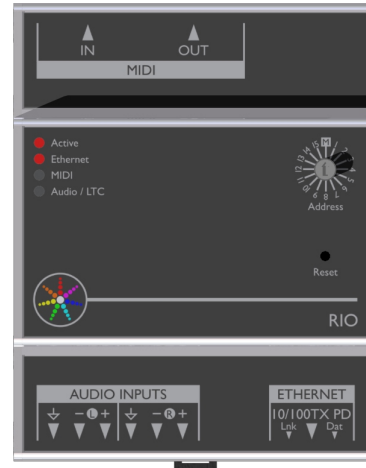 IN OUT
MIDI
Active
Ethernet
MIDI
Audio / LTC
M
Address
Reset
RIO
AUDIO INPUTS
− L + − R +
ETHERNET
10/100TX PD
Lnk Dat